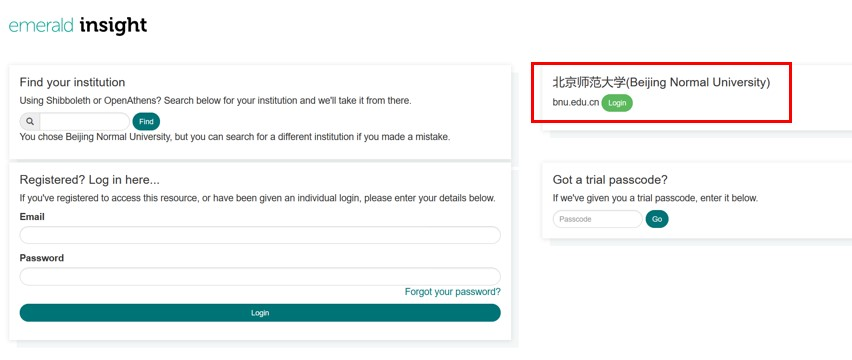 emerald insight
Find your institution
Using Shibboleth or OpenAthens? Search below for your institution and we'll take it from there.
Find
You chose Beijing Normal University, but you can search for a different institution if you made a mistake.
北京师范大学(Beijing Normal University)
bnu.edu.cn Login
Registered? Log in here...
If you've registered to access this resource, or have been given an individual login, please enter your details below.
Email
Password
Forgot your password?
Login
Got a trial passcode?
If we've given you a trial passcode, enter it below.
Passcode Go